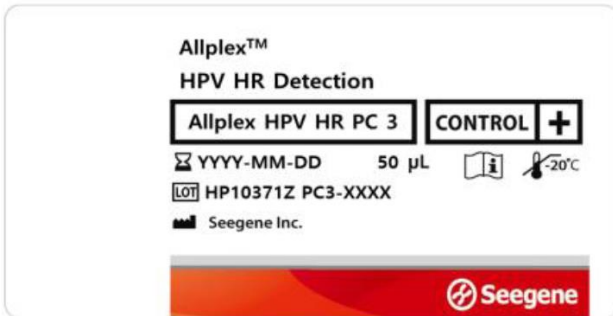 Allplex™
HPV HR Detection
Allplex HPV HR PC 3 CONTROL +
YYYY-MM-DD 50 μL -20°C
LOT HP10371Z PC3-XXXX
Seegene Inc.
Seegene